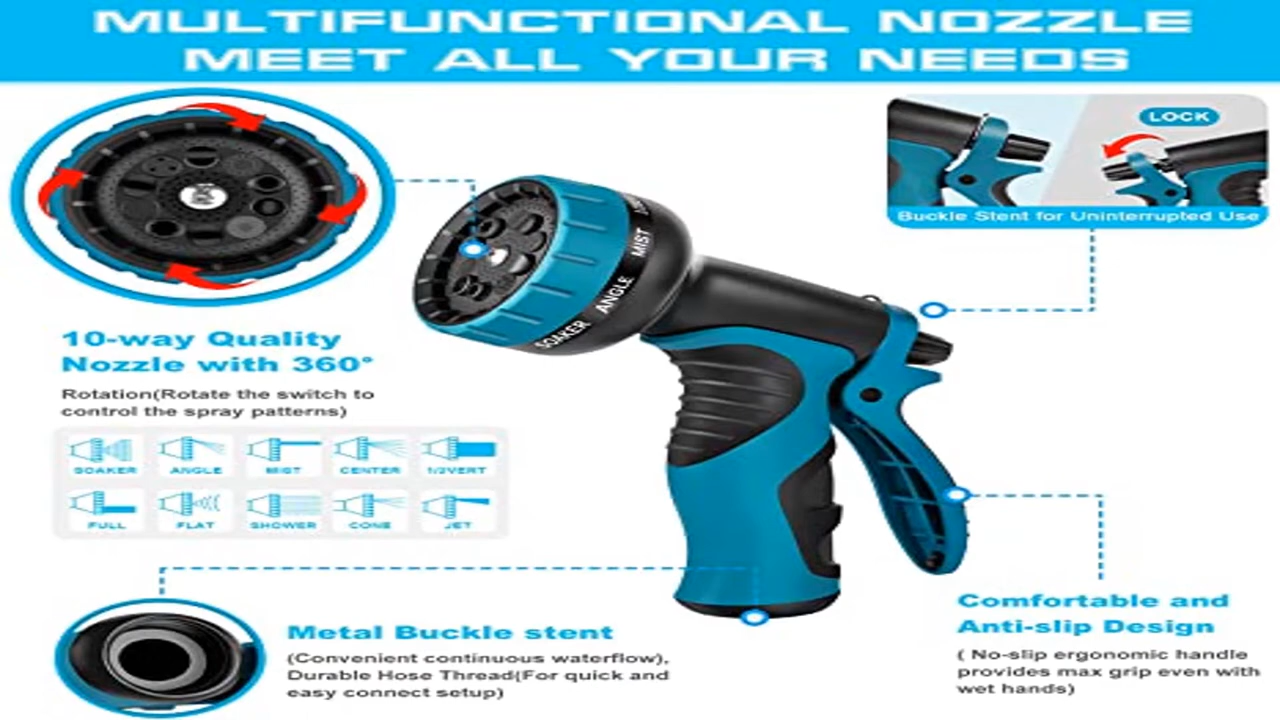 MULTIFUNCTIONAL NOZZLE
MEET ALL YOUR NEEDS
LOCK
Buckle Stent for Uninterrupted Use
MIST
ANGLE
SOAKER
10-way Quality
Nozzle with 360°
Rotation(Rotate the switch to
control the spray patterns)
SOAKER ANGLE MIST CENTER 1/2VERT
FULL FLAT SHOWER CONE JET
Metal Buckle stent
(Convenient continuous waterflow),
Durable Hose Thread(For quick and
easy connect setup)
Comfortable and
Anti-slip Design
( No-slip ergonomic handle
provides max grip even with
wet hands)